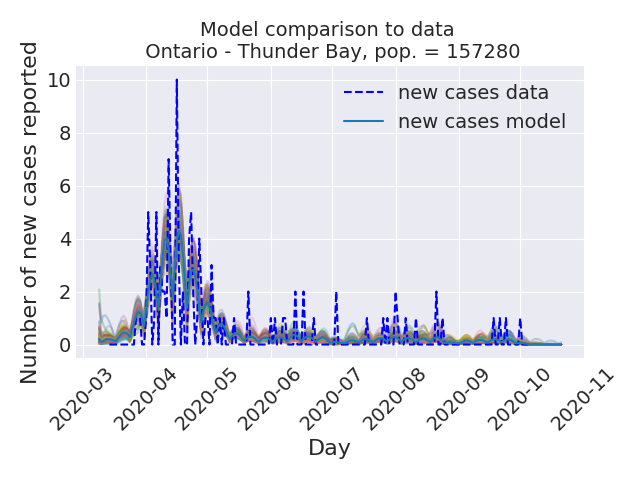 Model comparison to data
Ontario - Thunder Bay, pop. = 157280
Number of new cases reported
10
8
6
4
2
0
new cases data
new cases model
2020-03
2020-04
2020-05
2020-06
2020-07
2020-08
2020-09
2020-10
2020-11
Day